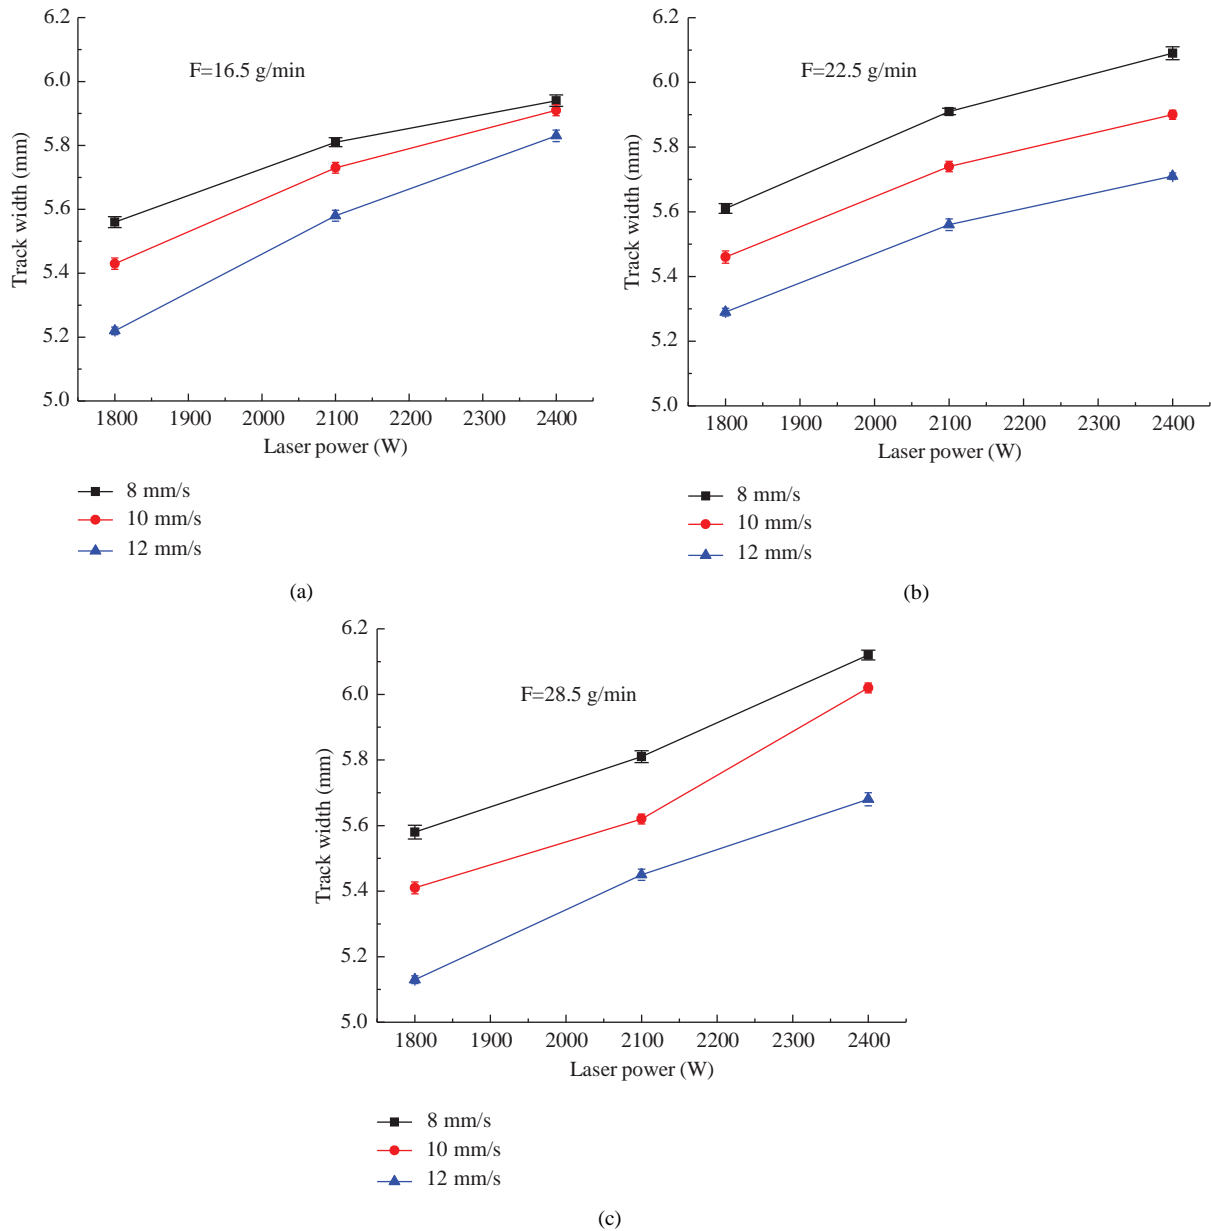 6.2
6.0
5.8
5.6
5.4
5.2
5.0
Track width (mm)
F=16.5 g/min
1800 1900 2000 2100 2200 2300 2400
Laser power (W)
8 mm/s
10 mm/s
12 mm/s
(a)
6.2
6.0
5.8
5.6
5.4
5.2
5.0
Track width (mm)
F=22.5 g/min
1800 1900 2000 2100 2200 2300 2400
Laser power (W)
8 mm/s
10 mm/s
12 mm/s
(b)
6.2
6.0
5.8
5.6
5.4
5.2
5.0
Track width (mm)
F=28.5 g/min
1800 1900 2000 2100 2200 2300 2400
Laser power (W)
8 mm/s
10 mm/s
12 mm/s
(c)